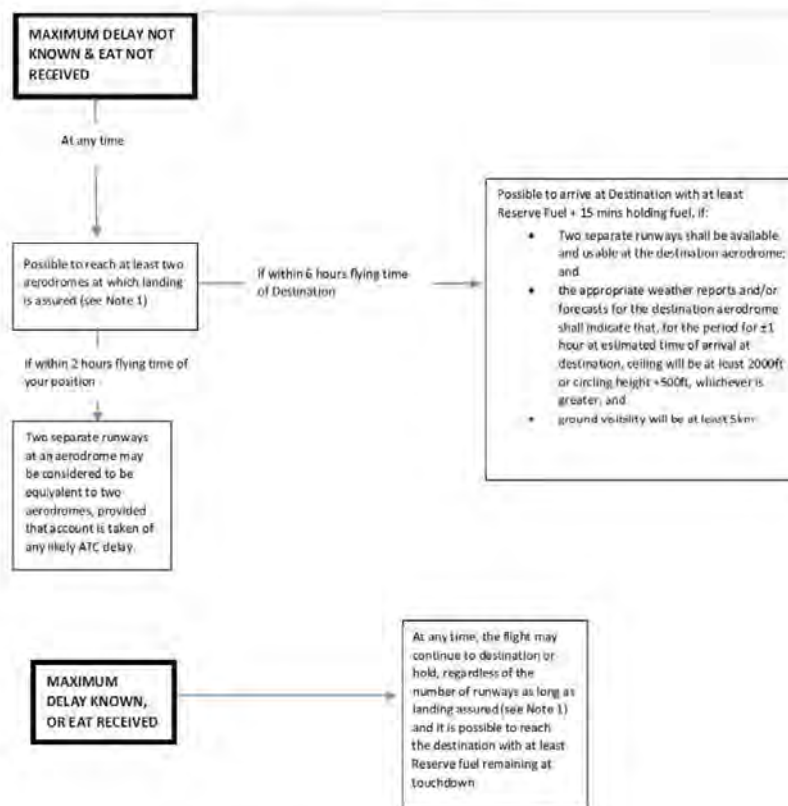 MAXIMUM DELAY NOT
KNOWN & EAT NOT
RECEIVED
At any time
Possible to reach at least two
aerodromes at which landing
is assured (see Note 1)
If within 6 hours flying time
of Destination
Possible to arrive at Destination with at least
Reserve Fuel + 15 mins holding fuel, if:
• Two separate runways shall be available
and usable at the destination aerodrome;
and
• the appropriate weather reports and/or
forecasts for the destination aerodrome
shall indicate that, for the period for ±1
hour at estimated time of arrival at
destination, ceiling will be at least 2000ft
or circling height +500ft, whichever is
greater; and
• ground visibility will be at least 5km
If within 2 hours flying time of
your position
Two separate runways
at an aerodrome may
be considered to be
equivalent to two
aerodromes, provided
that account is taken of
any likely ATC delay.
MAXIMUM
DELAY KNOWN,
OR EAT RECEIVED
At any time, the flight may
continue to destination or
hold, regardless of the
number of runways as long as
landing assured (see Note 1)
and it is possible to reach
the destination with at least
Reserve fuel remaining at
touchdown